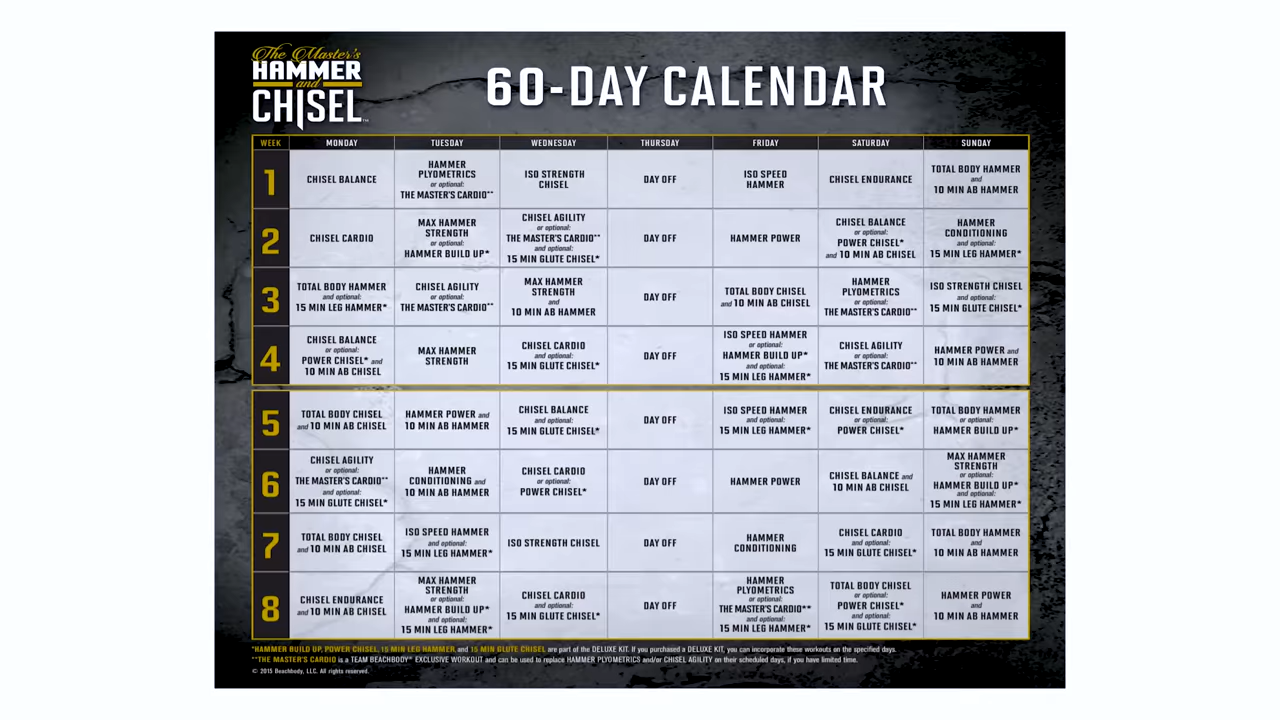 The Master's
HAMMER
and
CHISEL™
60-DAY CALENDAR
WEEK MONDAY TUESDAY WEDNESDAY THURSDAY FRIDAY SATURDAY SUNDAY
1
CHISEL BALANCE
HAMMER
PLYOMETRICS
or optional:
THE MASTER'S CARDIO**
ISO STRENGTH
CHISEL
DAY OFF
ISO SPEED
HAMMER
CHISEL ENDURANCE
TOTAL BODY HAMMER
and
10 MIN AB HAMMER
2
CHISEL CARDIO
MAX HAMMER
STRENGTH
or optional:
HAMMER BUILD UP*
CHISEL AGILITY
or optional:
THE MASTER'S CARDIO**
and optional:
15 MIN GLUTE CHISEL*
DAY OFF
HAMMER POWER
CHISEL BALANCE
or optional:
POWER CHISEL*
and 10 MIN AB CHISEL
HAMMER
CONDITIONING
and optional:
15 MIN LEG HAMMER*
3
TOTAL BODY HAMMER
and optional:
15 MIN LEG HAMMER*
CHISEL AGILITY
or optional:
THE MASTER'S CARDIO**
MAX HAMMER
STRENGTH
and
10 MIN AB HAMMER
DAY OFF
TOTAL BODY CHISEL
and 10 MIN AB CHISEL
HAMMER
PLYOMETRICS
or optional:
THE MASTER'S CARDIO**
ISO STRENGTH CHISEL
and optional:
15 MIN GLUTE CHISEL*
4
CHISEL BALANCE
or optional:
POWER CHISEL* and
10 MIN AB CHISEL
MAX HAMMER
STRENGTH
CHISEL CARDIO
and optional:
15 MIN GLUTE CHISEL*
DAY OFF
ISO SPEED HAMMER
or optional:
HAMMER BUILD UP*
and optional:
15 MIN LEG HAMMER*
CHISEL AGILITY
or optional:
THE MASTER'S CARDIO**
HAMMER POWER and
10 MIN AB HAMMER
5
TOTAL BODY CHISEL
and 10 MIN AB CHISEL
HAMMER POWER and
10 MIN AB HAMMER
CHISEL BALANCE
and optional:
15 MIN GLUTE CHISEL*
DAY OFF
ISO SPEED HAMMER
and optional:
15 MIN LEG HAMMER*
CHISEL ENDURANCE
or optional:
POWER CHISEL*
TOTAL BODY HAMMER
or optional:
HAMMER BUILD UP*
6
CHISEL AGILITY
or optional:
THE MASTER'S CARDIO**
and optional:
15 MIN GLUTE CHISEL*
HAMMER
CONDITIONING and
10 MIN AB HAMMER
CHISEL CARDIO
or optional:
POWER CHISEL*
DAY OFF
HAMMER POWER
CHISEL BALANCE and
10 MIN AB CHISEL
MAX HAMMER
STRENGTH
or optional:
HAMMER BUILD UP*
and optional:
15 MIN LEG HAMMER*
7
TOTAL BODY CHISEL
and 10 MIN AB CHISEL
ISO SPEED HAMMER
and optional:
15 MIN LEG HAMMER*
ISO STRENGTH CHISEL
DAY OFF
HAMMER
CONDITIONING
CHISEL CARDIO
and optional:
15 MIN GLUTE CHISEL*
TOTAL BODY HAMMER
and
10 MIN AB HAMMER
8
CHISEL ENDURANCE
and 10 MIN AB CHISEL
MAX HAMMER
STRENGTH
or optional:
HAMMER BUILD UP*
and optional:
15 MIN LEG HAMMER*
CHISEL CARDIO
and optional:
15 MIN GLUTE CHISEL*
DAY OFF
HAMMER
PLYOMETRICS
or optional:
THE MASTER'S CARDIO**
and optional:
15 MIN LEG HAMMER*
TOTAL BODY CHISEL
or optional:
POWER CHISEL*
and optional:
15 MIN GLUTE CHISEL*
HAMMER POWER
and
10 MIN AB HAMMER
*HAMMER BUILD UP, POWER CHISEL, 15 MIN LEG HAMMER, and 15 MIN GLUTE CHISEL are part of the DELUXE KIT. If you purchased a DELUXE KIT, you can incorporate these workouts on the specified days.
**THE MASTER'S CARDIO is a TEAM BEACHBODY® EXCLUSIVE WORKOUT and can be used to replace HAMMER PLYOMETRICS and/or CHISEL AGILITY on their scheduled days, if you have limited time.
© 2015 Beachbody, LLC. All rights reserved.